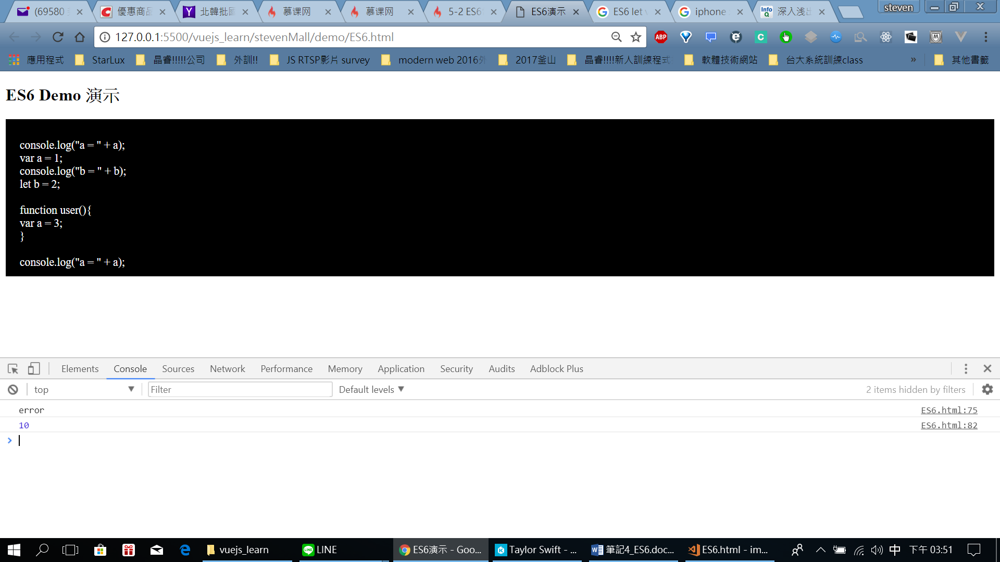 (69580
優惠商品
北韓批國
慕课网
慕课网
5-2 ES6
ES6演示
ES6 let v
iphone
深入浅出
steven
127.0.0.1:5500/vuejs_learn/stevenMall/demo/ES6.html
應用程式
StarLux
晶睿!!!!!公司
外訓!!
JS RTSP影片 survey
modern web 2016外
2017釜山
晶睿!!!!新人訓練程式
軟體技術網站
台大系統訓練class
»
其他書籤
ES6 Demo 演示
console.log("a = " + a);
var a = 1;
console.log("b = " + b);
let b = 2;
function user(){
var a = 3;
}
console.log("a = " + a);
Elements Console Sources Network Performance Memory Application Security Audits Adblock Plus
top Filter Default levels 2 items hidden by filters
error ES6.html:75
10 ES6.html:82
vuejs_learn
LINE
ES6演示 - Goo...
Taylor Swift - ...
筆記4_ES6.doc...
ES6.html - im...
中
下午 03:51